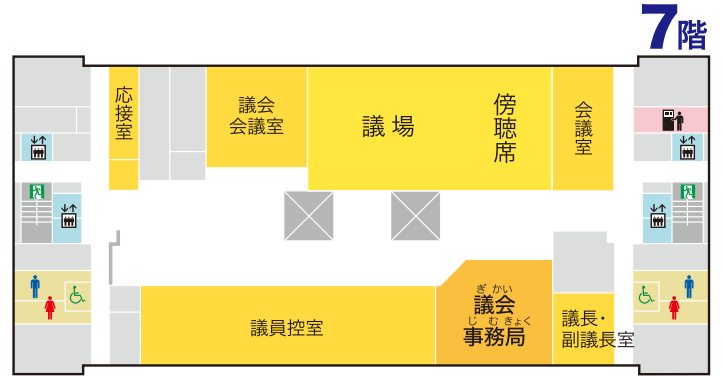 7階
応接室
議会
会議室
議 場
傍聴席
会議室
議員控室
ぎ かい
議会
じ む きょく
事務局
議長・
副議長室